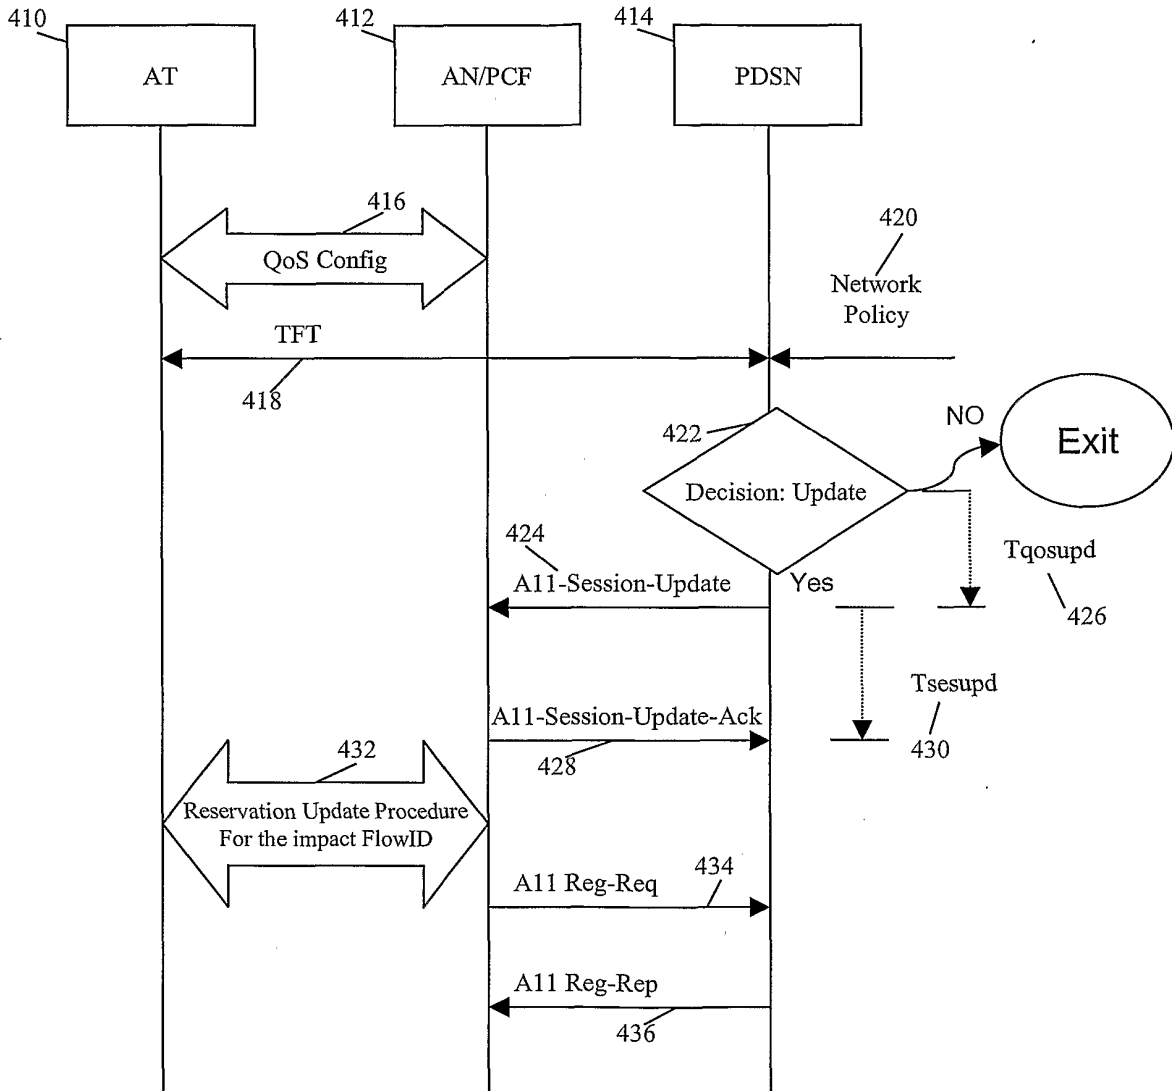 410
412
414
AT
AN/PCF
PDSN
416
QoS Config
420
Network
Policy
TFT
418
422
NO
Exit
Decision: Update
424
Tqosupd
A11-Session-Update
Yes
426
Tsesupd
A11-Session-Update-Ack
430
432
428
Reservation Update Procedure
For the impact FlowID
434
A11 Reg-Req
A11 Reg-Rep
436